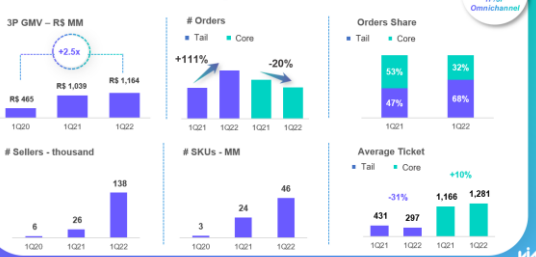 Omnichannel
3P GMV – R$ MM
+2.5x
R$ 465
R$ 1,039
R$ 1,164
1Q20 1Q21 1Q22
# Orders
Tail Core
+111%
-20%
1Q21 1Q22 1Q21 1Q22
Orders Share
Tail Core
53% 32%
47% 68%
1Q21 1Q22
# Sellers - thousand
6 26 138
1Q20 1Q21 1Q22
# SKUs - MM
3 24 46
1Q20 1Q21 1Q22
Average Ticket
Tail Core
-31% +10%
431 297 1,166 1,281
1Q21 1Q22 1Q21 1Q22